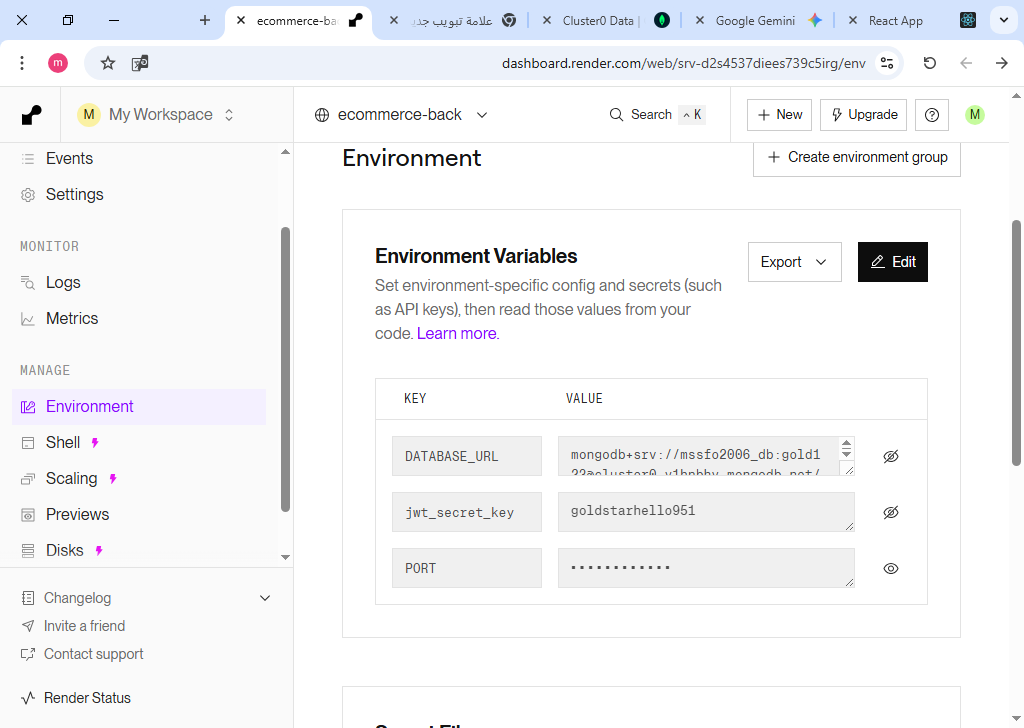 ecommerce-ba
علامة تبويب جديد
Cluster0 Data
Google Gemini
React App
m
dashboard.render.com/web/srv-d2s4537diees739c5irg/env
M
My Workspace
ecommerce-back
Search
K
+ New
Upgrade
M
Events
Settings
MONITOR
Logs
Metrics
MANAGE
Environment
Shell
Scaling
Previews
Disks
Changelog
Invite a friend
Contact support
Render Status
Environment
+ Create environment group
Environment Variables
Export
Edit
Set environment-specific config and secrets (such
as API keys), then read those values from your
code. Learn more.
KEY
VALUE
DATABASE_URL
mongodb+srv://mssfo2006_db:gold1
jwt_secret_key
goldstarhello951
PORT
••••••••••••